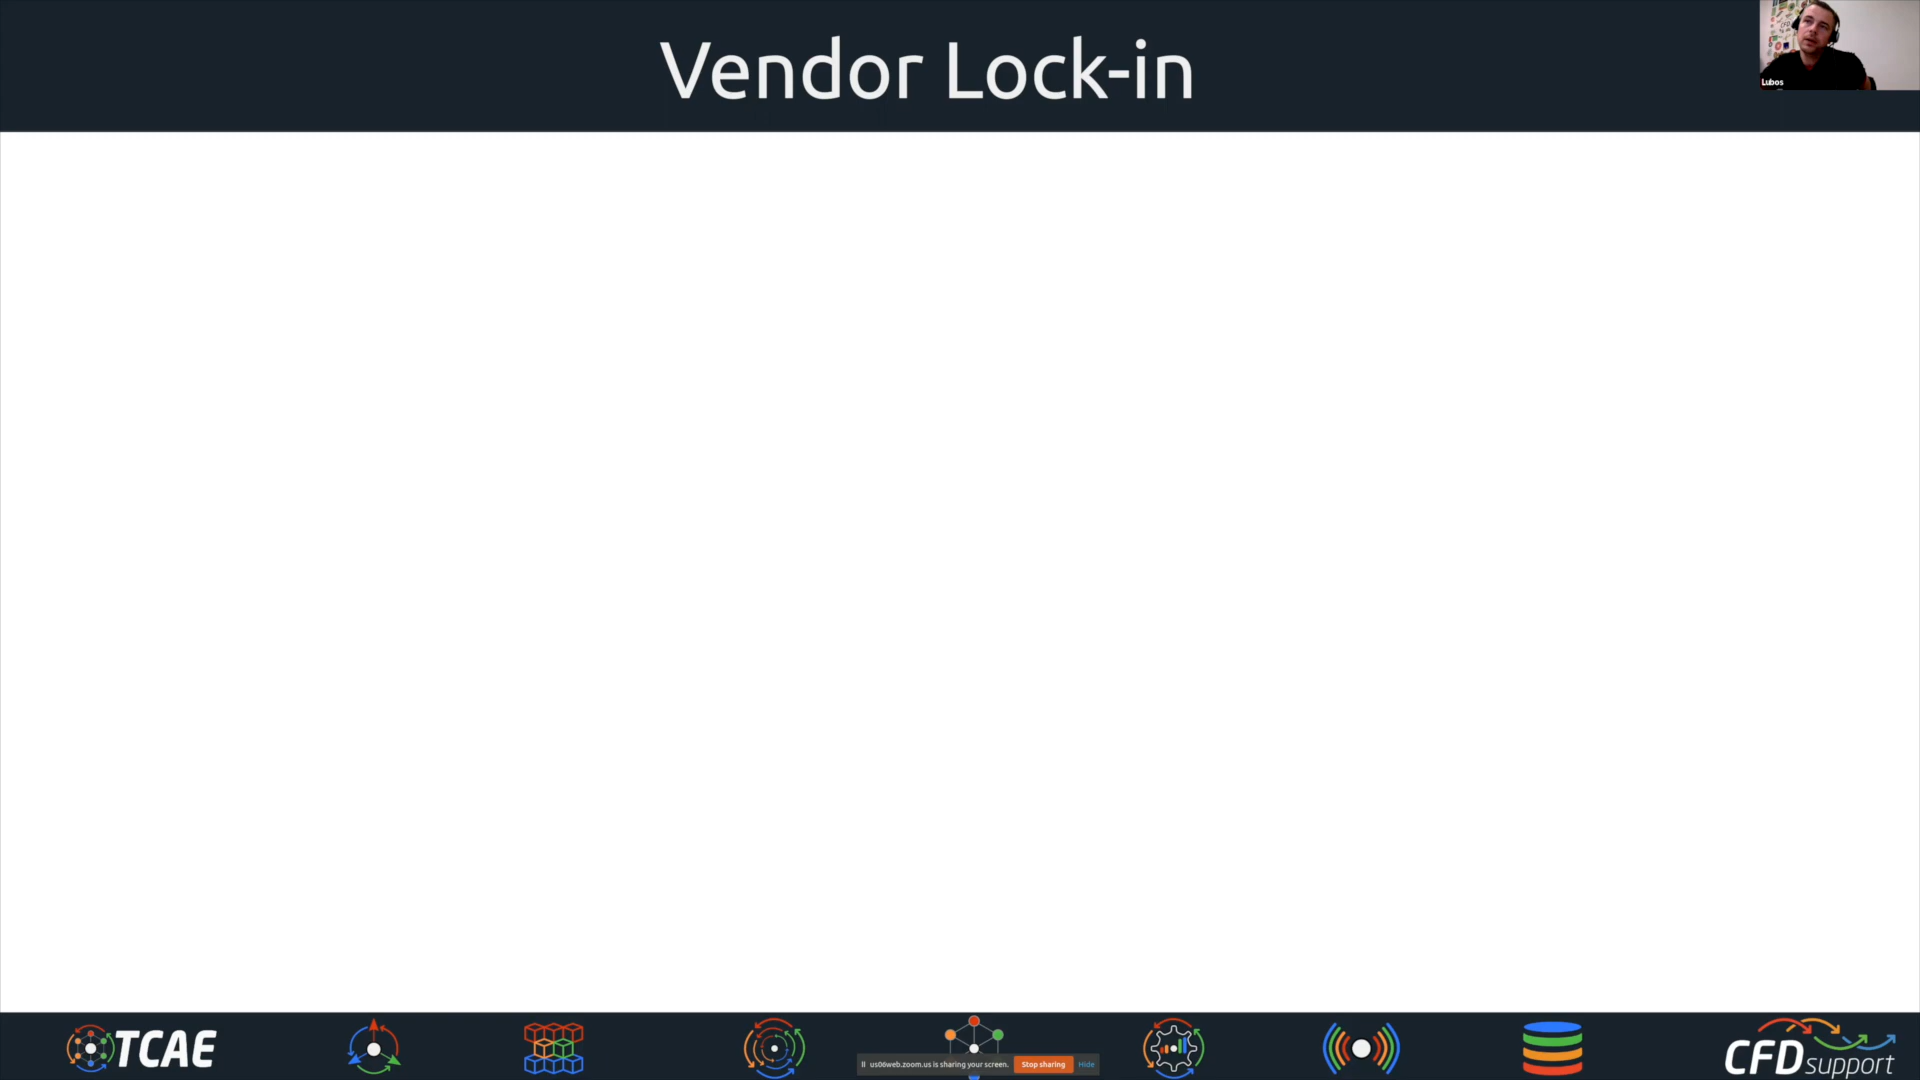 Vendor Lock-in
Lubos
TCAE
us06web.zoom.us is sharing your screen.
Stop sharing
Hide
CFD support